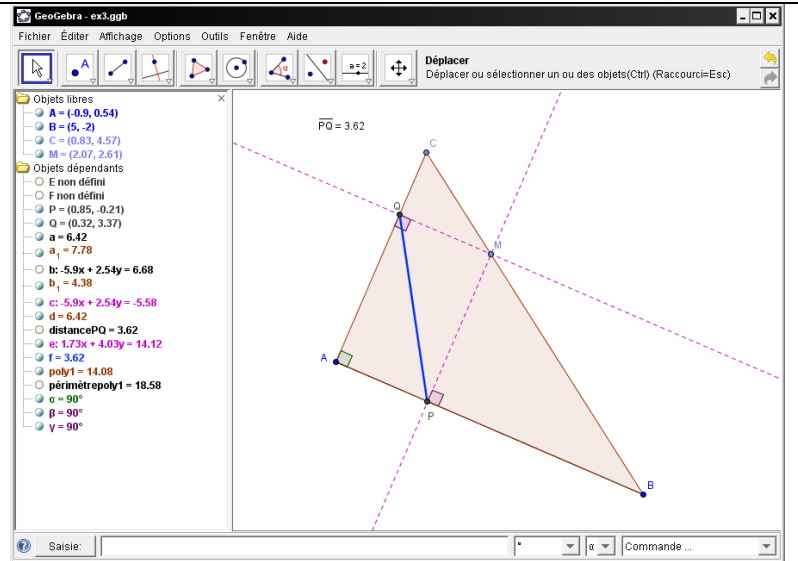 GeoGebra - ex3.ggb
Fichier Éditer Affichage Options Outils Fenêtre Aide
A
α
a=2
Déplacer
Déplacer ou sélectionner un ou des objets(Ctrl) (Raccourci=Esc)
Objets libres
A = (-0.9, 0.54)
B = (5, -2)
C = (0.83, 4.57)
M = (2.07, 2.61)
Objets dépendants
E non défini
F non défini
P = (0.85, -0.21)
Q = (0.32, 3.37)
a = 6.42
a₁ = 7.78
b: -5.9x + 2.54y = 6.68
b₁ = 4.38
c: -5.9x + 2.54y = -5.58
d = 6.42
distancePQ = 3.62
e: 1.73x + 4.03y = 14.12
f = 3.62
poly1 = 14.08
périmètrepoly1 = 18.58
α = 90°
β = 90°
γ = 90°
PQ = 3.62
C
Q
M
A
P
B
Saisie:
°
α
Commande ...